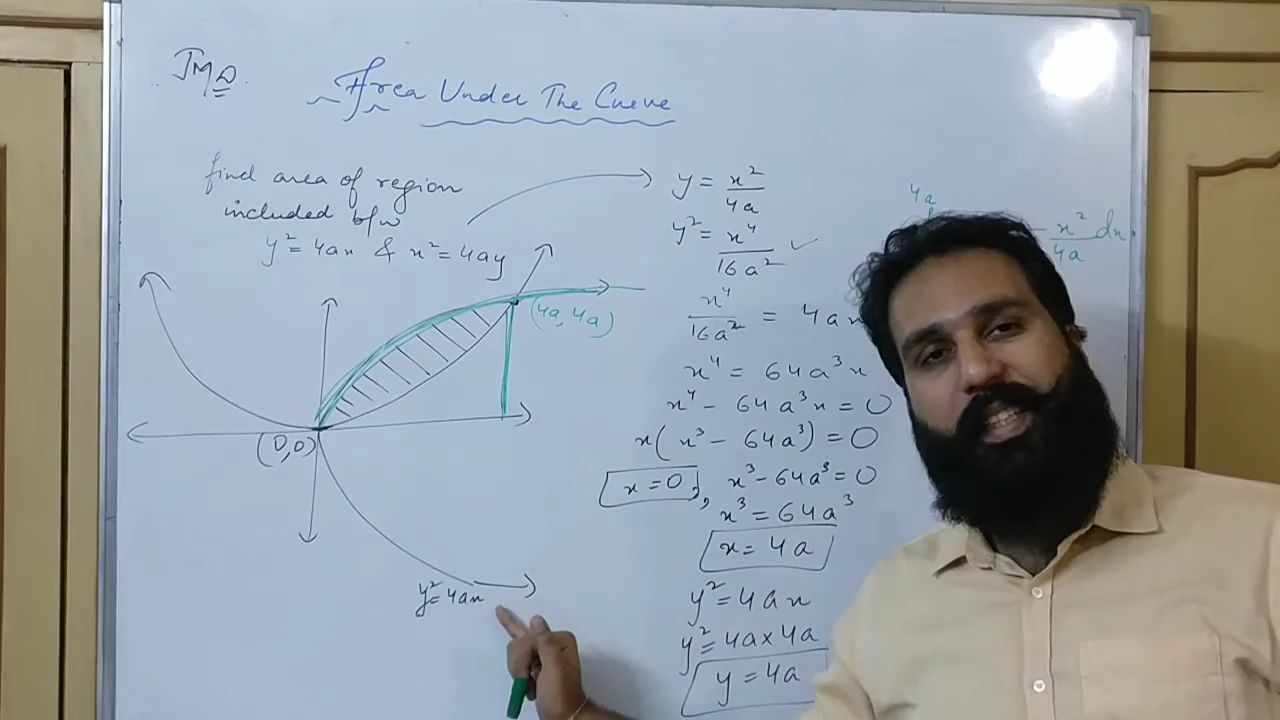 JMD.
Area Under The Curve
find area of region
included b/w
y² = 4ax & x² = 4ay
(4a, 4a)
(0,0)
y² = 4ax
y = x²/4a
y² = x⁴/16a² ✓
x⁴/16a² = 4ax
x⁴ = 64a³x
x⁴ - 64a³x = 0
x(x³ - 64a³) = 0
x = 0, x³ - 64a³ = 0
x³ = 64a³
x = 4a
y² = 4ax
y² = 4a x 4a
y = 4a
4a
- x²/4a dx.